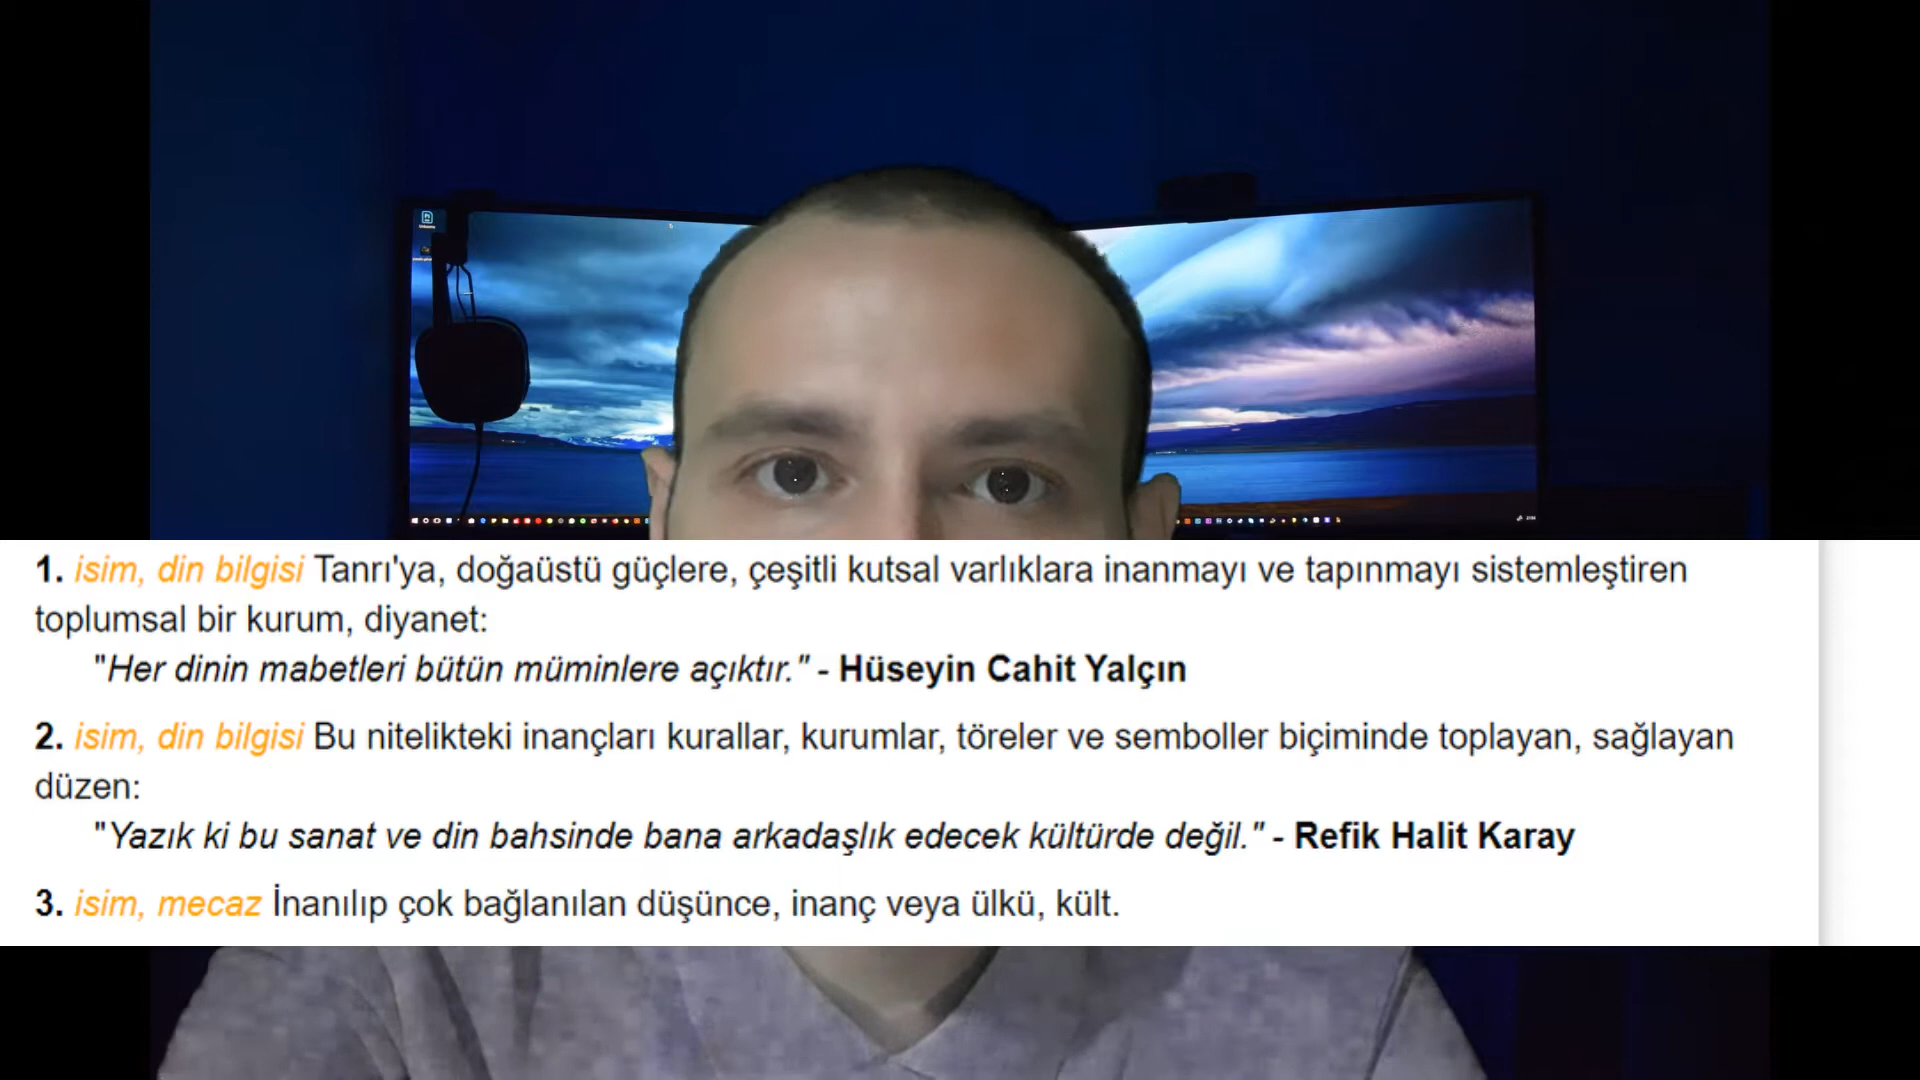 1. isim, din bilgisi Tanrı'ya, doğaüstü güçlere, çeşitli kutsal varlıklara inanmayı ve tapınmayı sistemleştiren
toplumsal bir kurum, diyanet:
"Her dinin mabetleri bütün müminlere açıktır." - Hüseyin Cahit Yalçın
2. isim, din bilgisi Bu nitelikteki inançları kurallar, kurumlar, töreler ve semboller biçiminde toplayan, sağlayan
düzen:
"Yazık ki bu sanat ve din bahsinde bana arkadaşlık edecek kültürde değil." - Refik Halit Karay
3. isim, mecaz İnanılıp çok bağlanılan düşünce, inanç veya ülkü, kült.